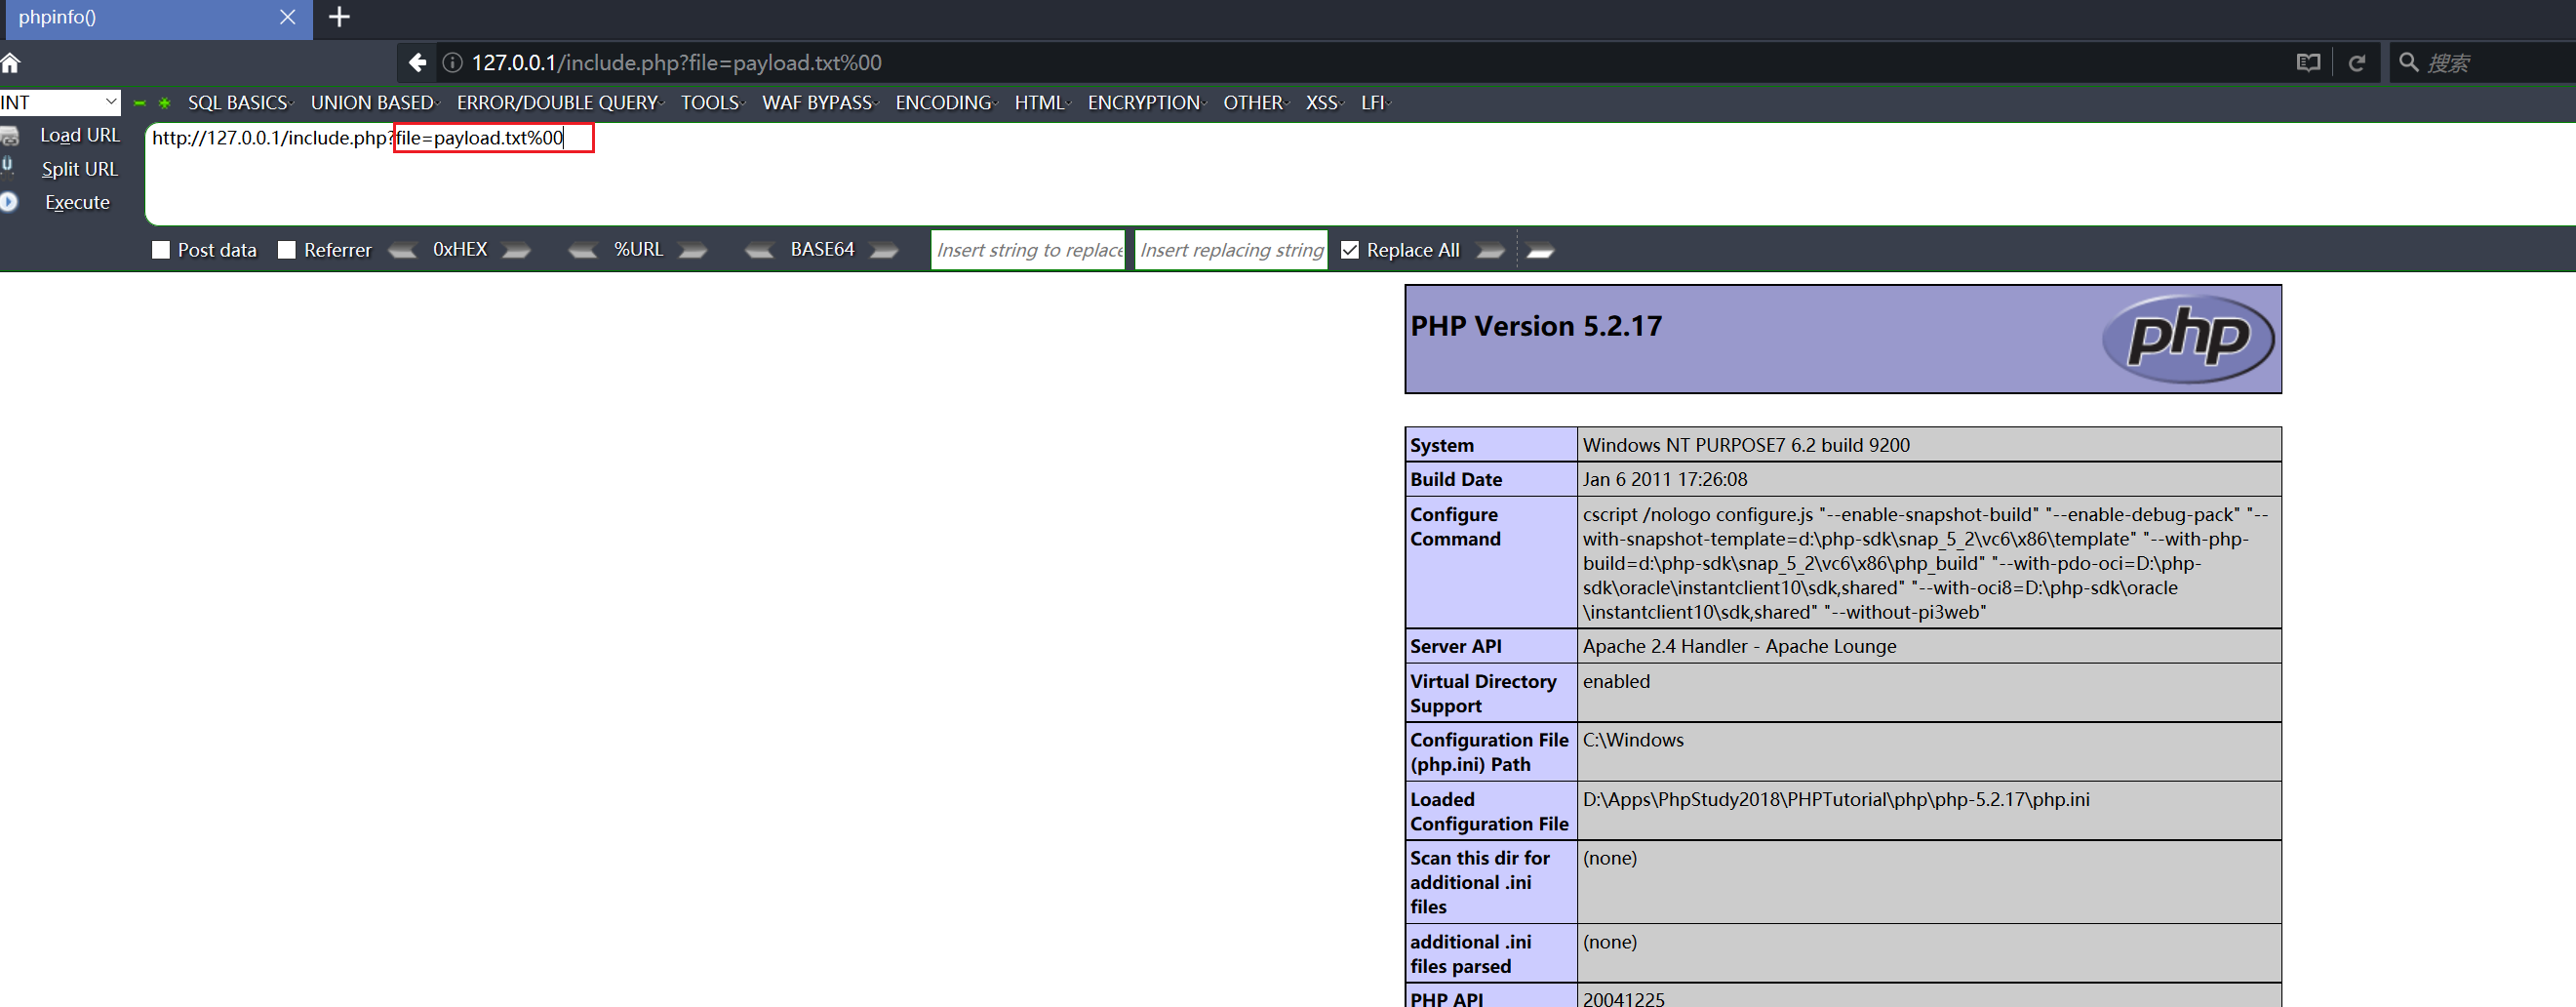 phpinfo()
127.0.0.1/include.php?file=payload.txt%00
搜索
INT
SQL BASICS
UNION BASED
ERROR/DOUBLE QUERY
TOOLS
WAF BYPASS
ENCODING
HTML
ENCRYPTION
OTHER
XSS
LFI
Load URL
http://127.0.0.1/include.php?file=payload.txt%00
Split URL
Execute
Post data
Referrer
0xHEX
%URL
BASE64
Insert string to replace
Insert replacing string
Replace All
PHP Version 5.2.17
php
System
Windows NT PURPOSE7 6.2 build 9200
Build Date
Jan 6 2011 17:26:08
Configure
Command
cscript /nologo configure.js "--enable-snapshot-build" "--enable-debug-pack" "--
with-snapshot-template=d:\php-sdk\snap_5_2\vc6\x86\template" "--with-php-
build=d:\php-sdk\snap_5_2\vc6\x86\php_build" "--with-pdo-oci=D:\php-
sdk\oracle\instantclient10\sdk,shared" "--with-oci8=D:\php-sdk\oracle
\instantclient10\sdk,shared" "--without-pi3web"
Server API
Apache 2.4 Handler - Apache Lounge
Virtual Directory
Support
enabled
Configuration File
(php.ini) Path
C:\Windows
Loaded
Configuration File
D:\Apps\PhpStudy2018\PHPTutorial\php\php-5.2.17\php.ini
Scan this dir for
additional .ini
files
(none)
additional .ini
files parsed
(none)
PHP API
20041225